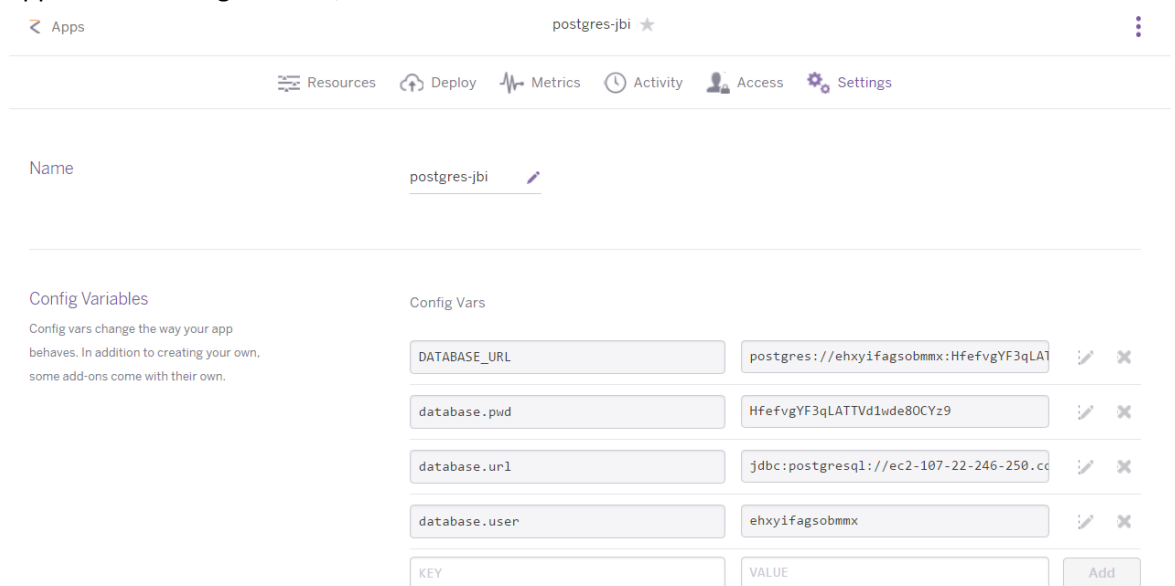 Apps
postgres-jbi
Resources Deploy Metrics Activity Access Settings
Name
postgres-jbi
Config Variables
Config vars change the way your app
behaves. In addition to creating your own,
some add-ons come with their own.
Config Vars
DATABASE_URL postgres://ehxyifagsobmmx:HfefvgYF3qLAT
database.pwd HfefvgYF3qLATTVd1wde8OCYz9
database.url jdbc:postgresql://ec2-107-22-246-250.co
database.user ehxyifagsobmmx
KEY VALUE Add